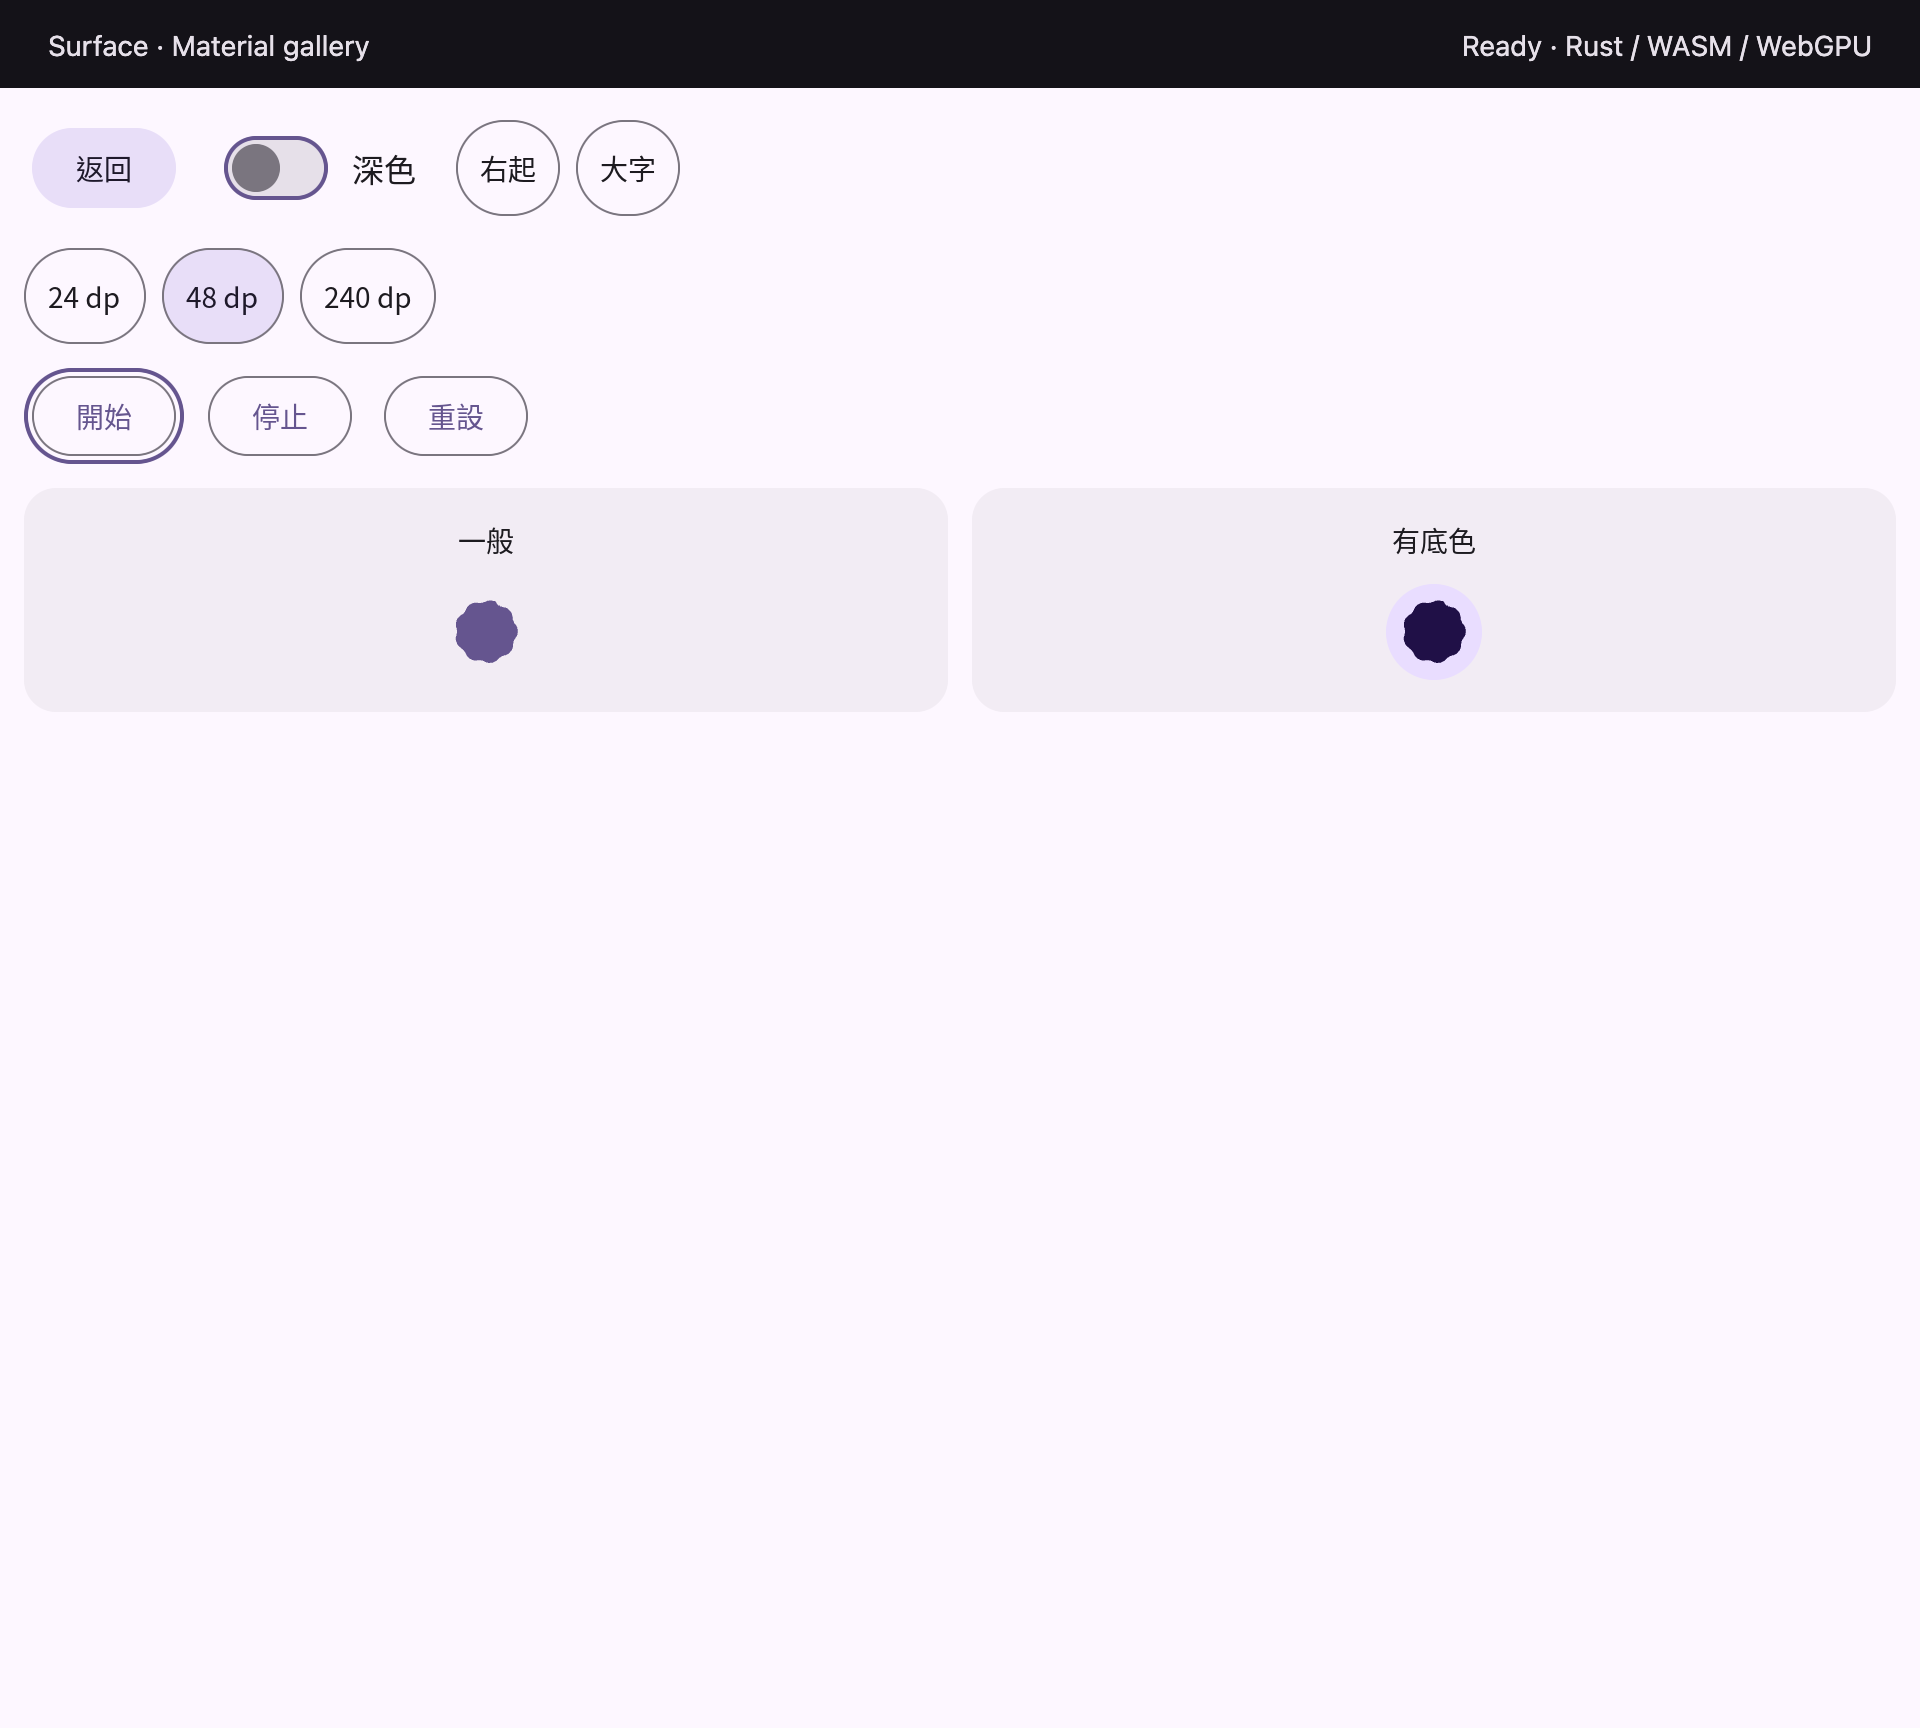 Surface · Material gallery
Ready · Rust / WASM / WebGPU
返回
深色
右起
大字
24 dp
48 dp
240 dp
開始
停止
重設
一般
有底色